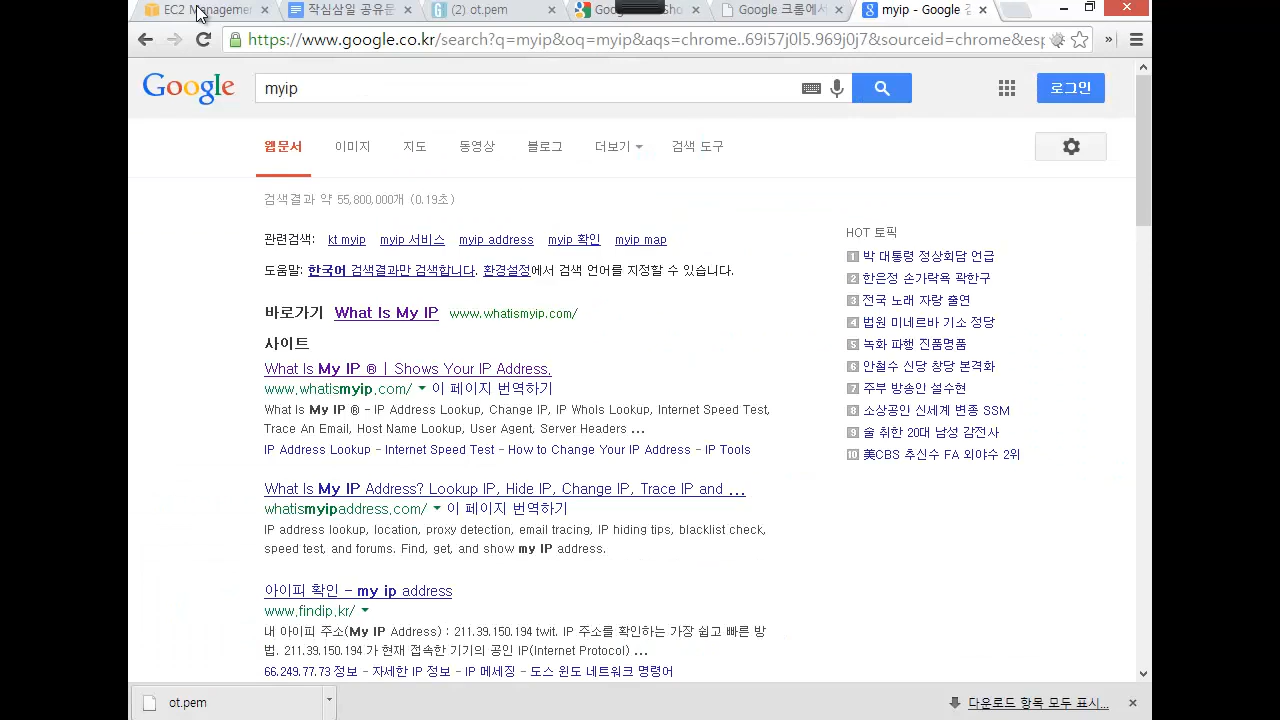 EC2 Managemer
작심삼일 공유문
(2) ot.pem
Goog
Sho
Google 크롬에서
myip - Google 검
https://www.google.co.kr/search?q=myip&oq=myip&aqs=chrome..69i57j0l5.969j0j7&sourceid=chrome&esp
Google
myip
로그인
웹문서 이미지 지도 동영상 블로그 더보기 검색 도구
검색결과 약 55,800,000개 (0.19초)
관련검색: kt myip myip 서비스 myip address myip 확인 myip map
도움말: 한국어 검색결과만 검색합니다. 환경설정에서 검색 언어를 지정할 수 있습니다.
바로가기 What Is My IP www.whatismyip.com/
사이트
What Is My IP ® | Shows Your IP Address.
www.whatismyip.com/ 이 페이지 번역하기
What Is My IP ® - IP Address Lookup, Change IP, IP WhoIs Lookup, Internet Speed Test,
Trace An Email, Host Name Lookup, User Agent, Server Headers ...
IP Address Lookup - Internet Speed Test - How to Change Your IP Address - IP Tools
What Is My IP Address? Lookup IP, Hide IP, Change IP, Trace IP and ...
whatismyipaddress.com/ 이 페이지 번역하기
IP address lookup, location, proxy detection, email tracing, IP hiding tips, blacklist check,
speed test, and forums. Find, get, and show my IP address.
아이피 확인 - my ip address
www.findip.kr/
내 아이피 주소(My IP Address) : 211.39.150.194 twit. IP 주소를 확인하는 가장 쉽고 빠른 방
법. 211.39.150.194 가 현재 접속한 기기의 공인 IP(Internet Protocol) ...
66.249.77.73 정보 - 자세한 IP 정보 - IP 메세징 - 도스 윈도 네트워크 명령어
HOT 토픽
1 박 대통령 정상회담 언급
2 한은정 손가락욕 곽한구
3 전국 노래 자랑 출연
4 법원 미네르바 기소 정당
5 녹화 파행 진품명품
6 안철수 신당 창당 본격화
7 주부 방송인 설수현
8 소상공인 신세계 변종 SSM
9 술 취한 20대 남성 감전사
10 美CBS 추신수 FA 외야수 2위
ot.pem
다운로드 항목 모두 표시...